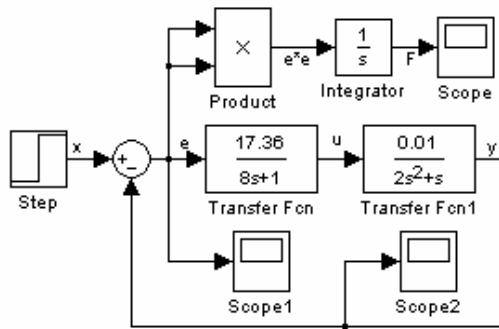 ×
e*e
1
s
F
Product
Integrator
Scope
x
+
−
e
17.36
8s+1
u
0.01
2s²+s
y
Step
Transfer Fcn
Transfer Fcn1
Scope1
Scope2